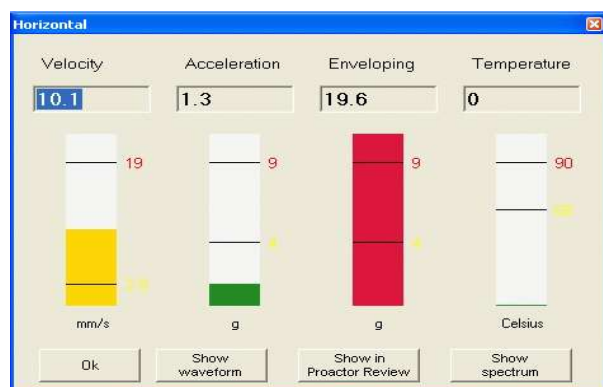 Horizontal
Velocity Acceleration Enveloping Temperature
10.1 1.3 19.6 0
19 9 9 90
4 4
mm/s g g Celsius
Ok Show waveform Show in Proactor Review Show spectrum